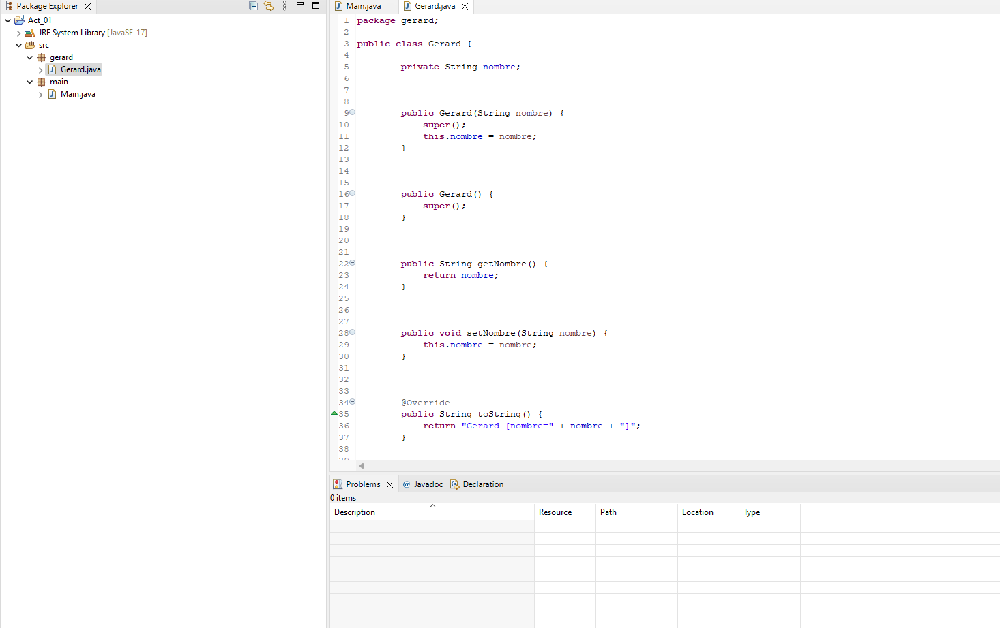 Package Explorer
Act_01
JRE System Library [JavaSE-17]
src
gerard
Gerard.java
main
Main.java
Main.java
Gerard.java
1 package gerard;
2
3 public class Gerard {
4
5 private String nombre;
6
7
8
9 public Gerard(String nombre) {
10 super();
11 this.nombre = nombre;
12 }
13
14
15
16 public Gerard() {
17 super();
18 }
19
20
21
22 public String getNombre() {
23 return nombre;
24 }
25
26
27
28 public void setNombre(String nombre) {
29 this.nombre = nombre;
30 }
31
32
33
34 @Override
35 public String toString() {
36 return "Gerard [nombre=" + nombre + "]";
37 }
38
Problems
@ Javadoc
Declaration
0 items
Description Resource Path Location Type